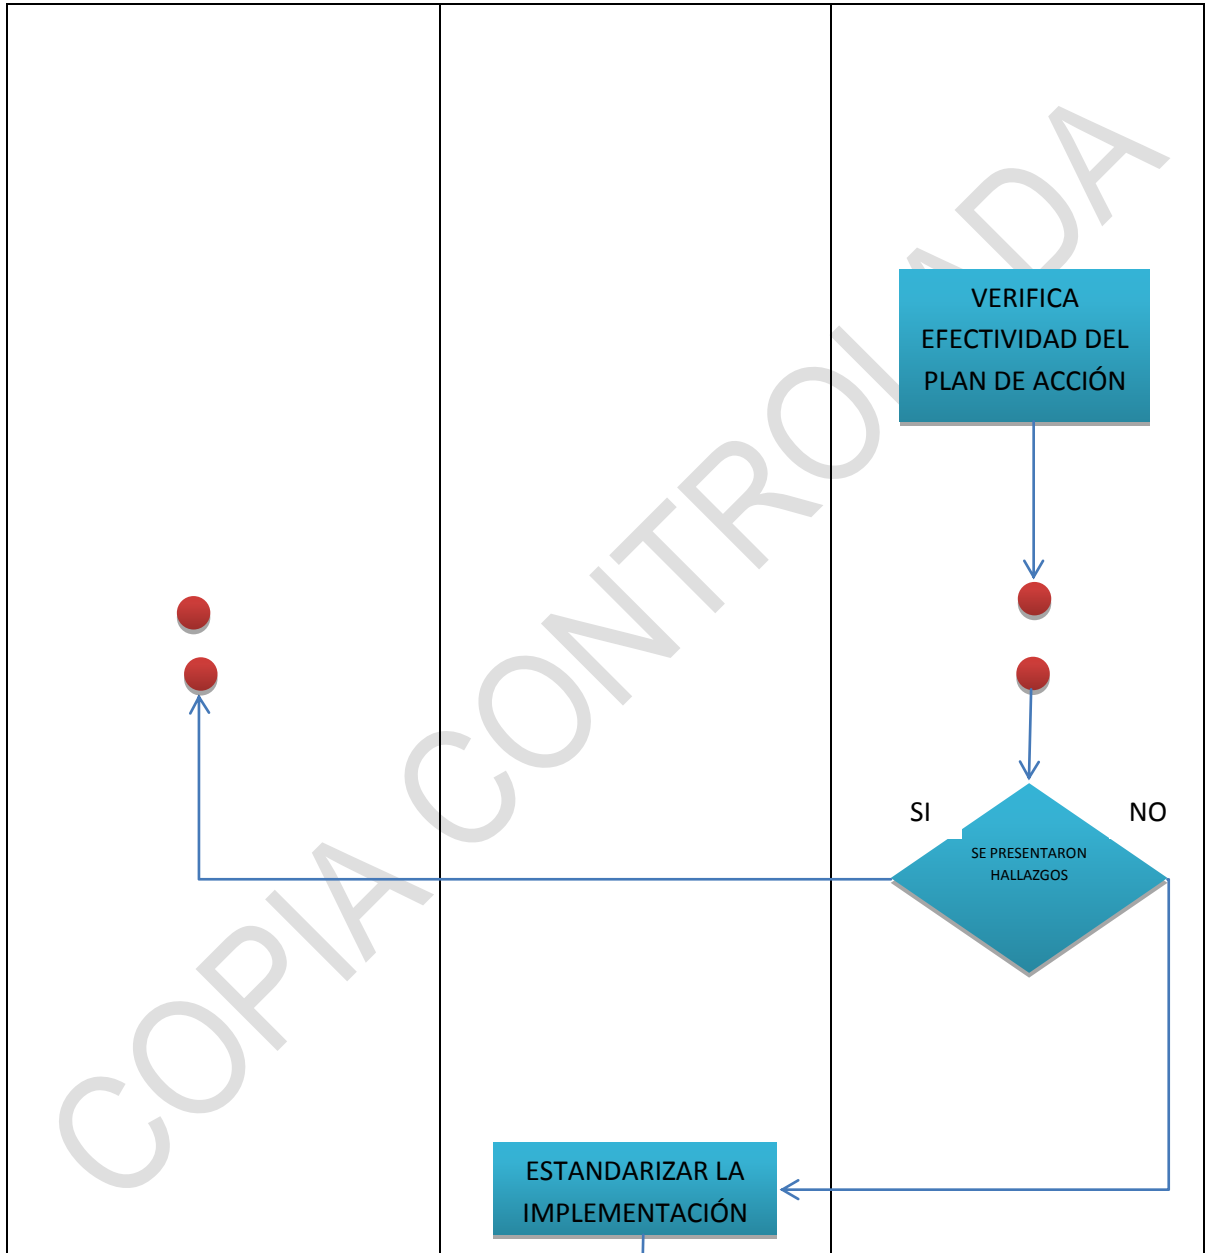 VERIFICA
EFECTIVIDAD DEL
PLAN DE ACCIÓN
SI
NO
SE PRESENTARON
HALLAZGOS
ESTANDARIZAR LA
IMPLEMENTACIÓN
COPIA CONTROLADA